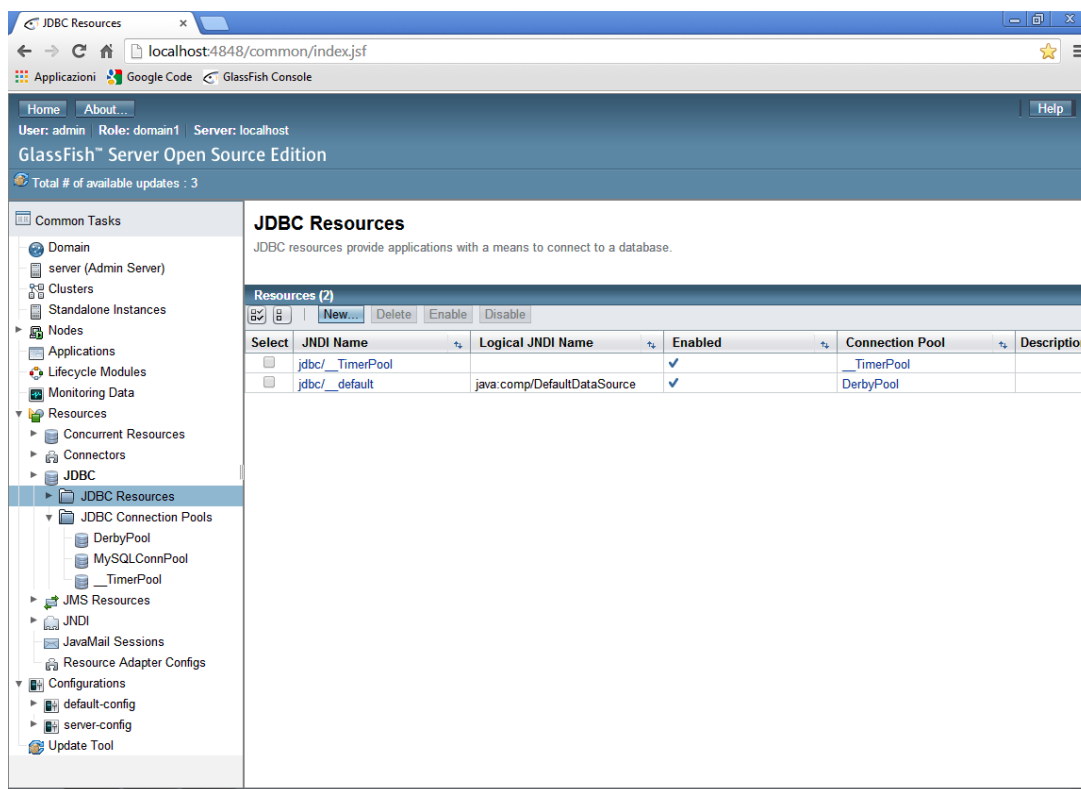 JDBC Resources
localhost:4848/common/index.jsf
Applicazioni Google Code GlassFish Console
Home About... Help
User: admin Role: domain1 Server: localhost
GlassFish™ Server Open Source Edition
Total # of available updates : 3
Common Tasks
Domain
server (Admin Server)
Clusters
Standalone Instances
Nodes
Applications
Lifecycle Modules
Monitoring Data
Resources
Concurrent Resources
Connectors
JDBC
JDBC Resources
JDBC Connection Pools
DerbyPool
MySQLConnPool
__TimerPool
JMS Resources
JNDI
JavaMail Sessions
Resource Adapter Configs
Configurations
default-config
server-config
Update Tool
JDBC Resources
JDBC resources provide applications with a means to connect to a database.
Resources (2)
New... Delete Enable Disable
Select JNDI Name Logical JNDI Name Enabled Connection Pool Descriptio
jdbc/__TimerPool __TimerPool
jdbc/__default java:comp/DefaultDataSource DerbyPool